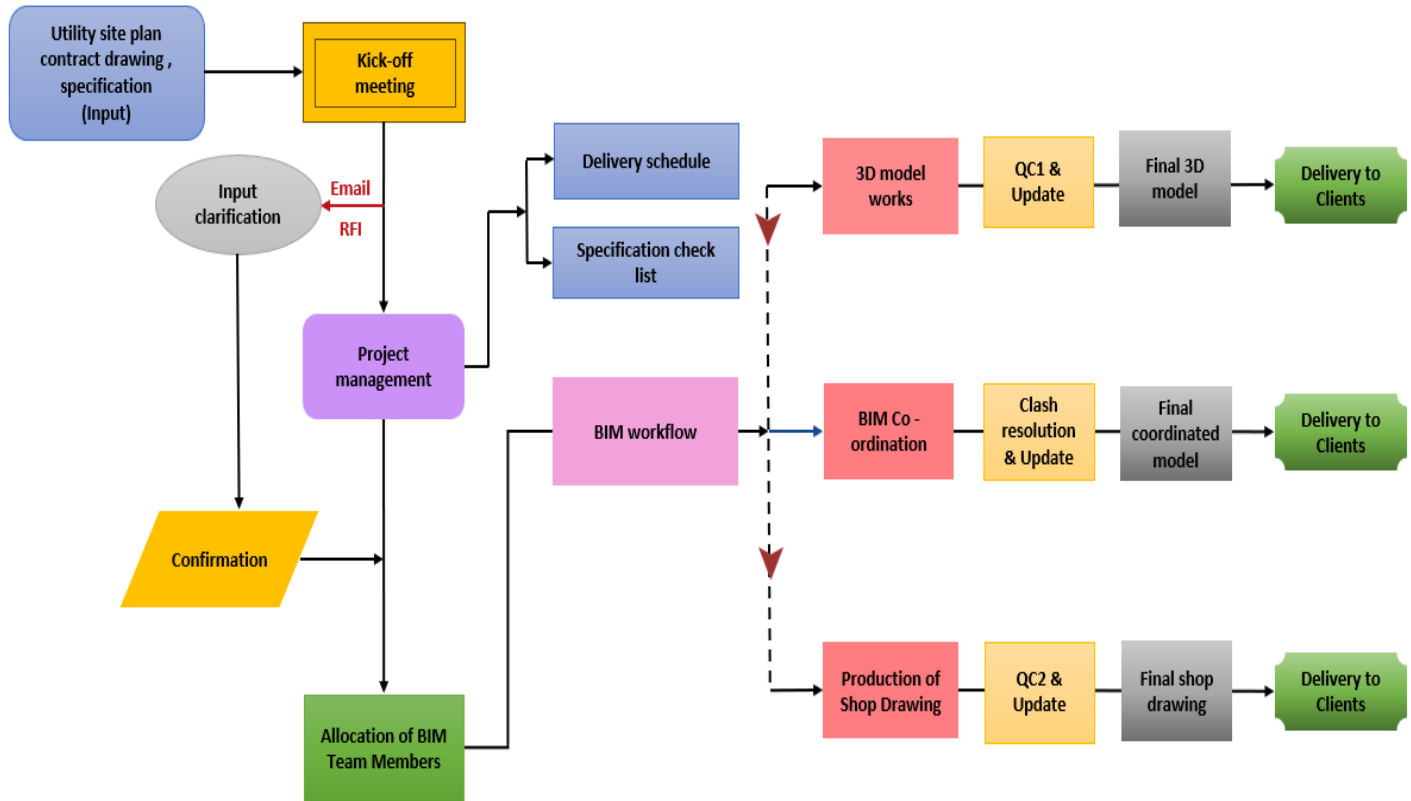 Utility site plan
contract drawing ,
specification
(Input)
Kick-off
meeting
Input
clarification
Email
RFI
Delivery schedule
Specification check
list
Project
management
Confirmation
Allocation of BIM
Team Members
BIM workflow
3D model
works
QC1 &
Update
Final 3D
model
Delivery to
Clients
BIM Co -
ordination
Clash
resolution
& Update
Final
coordinated
model
Delivery to
Clients
Production of
Shop Drawing
QC2 &
Update
Final shop
drawing
Delivery to
Clients